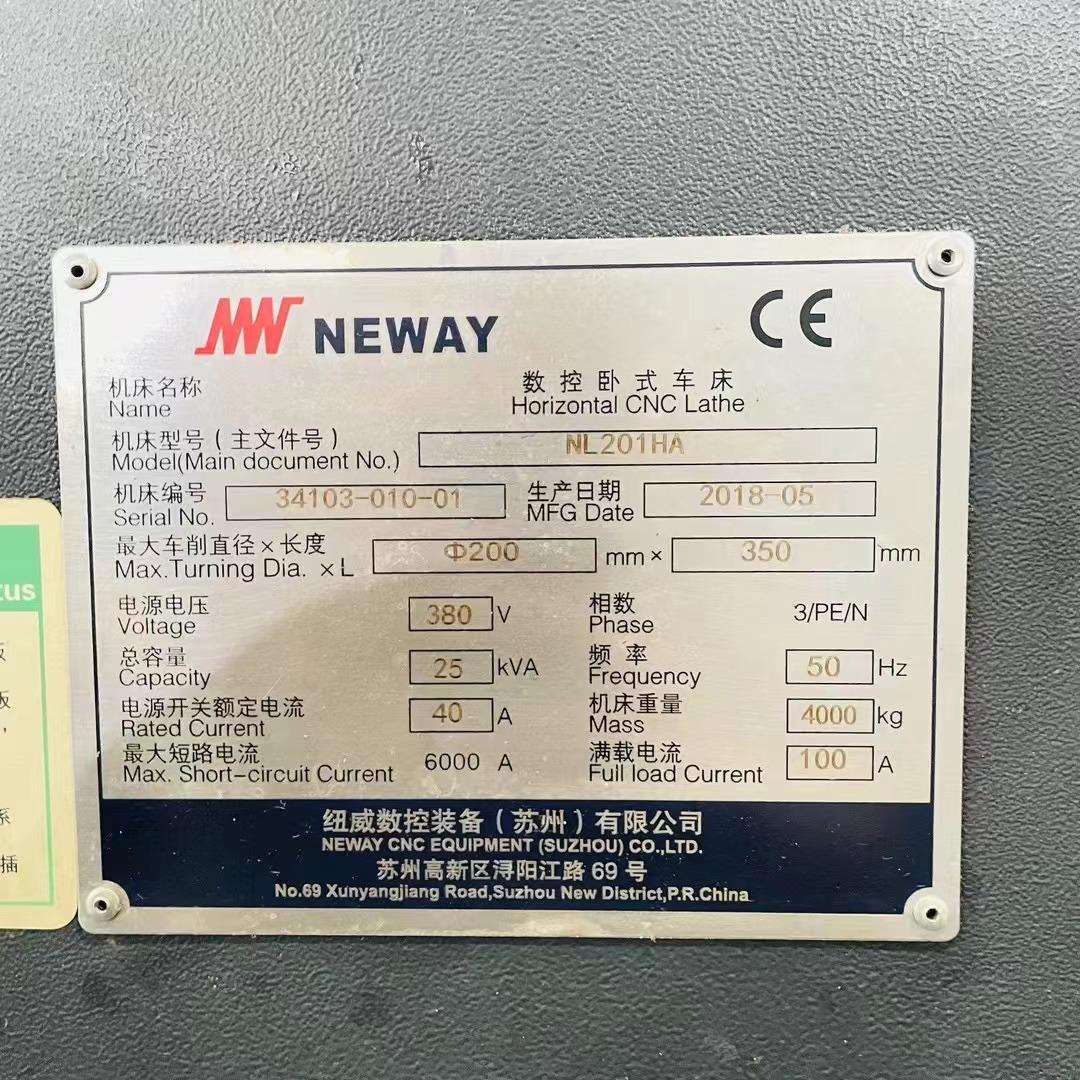 NEWAY CE
机床名称 数控卧式车床
Name Horizontal CNC Lathe
机床型号(主文件号) NL201HA
Model(Main document No.)
机床编号 34103-010-01 生产日期 2018-05
Serial No. MFG Date
最大车削直径×长度 Φ200 mm × 350 mm
Max.Turning Dia. ×L
电源电压 380 V 相数 3/PE/N
Voltage Phase
总容量 25 kVA 频率 50 Hz
Capacity Frequency
电源开关额定电流 40 A 机床重量 4000 kg
Rated Current Mass
最大短路电流 6000 A 满载电流 100 A
Max. Short-circuit Current Full load Current
纽威数控装备(苏州)有限公司
NEWAY CNC EQUIPMENT (SUZHOU) CO.,LTD.
苏州高新区浔阳江路 69 号
No.69 Xunyangjiang Road,Suzhou New District,P.R.China
tus
版
,
系
插